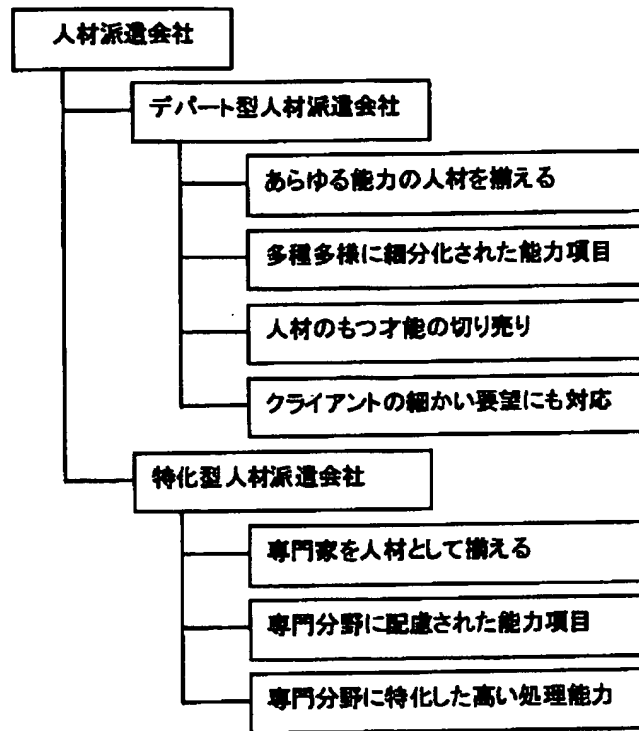 人材派遣会社
デパート型人材派遣会社
あらゆる能力の人材を揃える
多種多様に細分化された能力項目
人材のもつ才能の切り売り
クライアントの細かい要望にも対応
特化型人材派遣会社
専門家を人材として揃える
専門分野に配慮された能力項目
専門分野に特化した高い処理能力